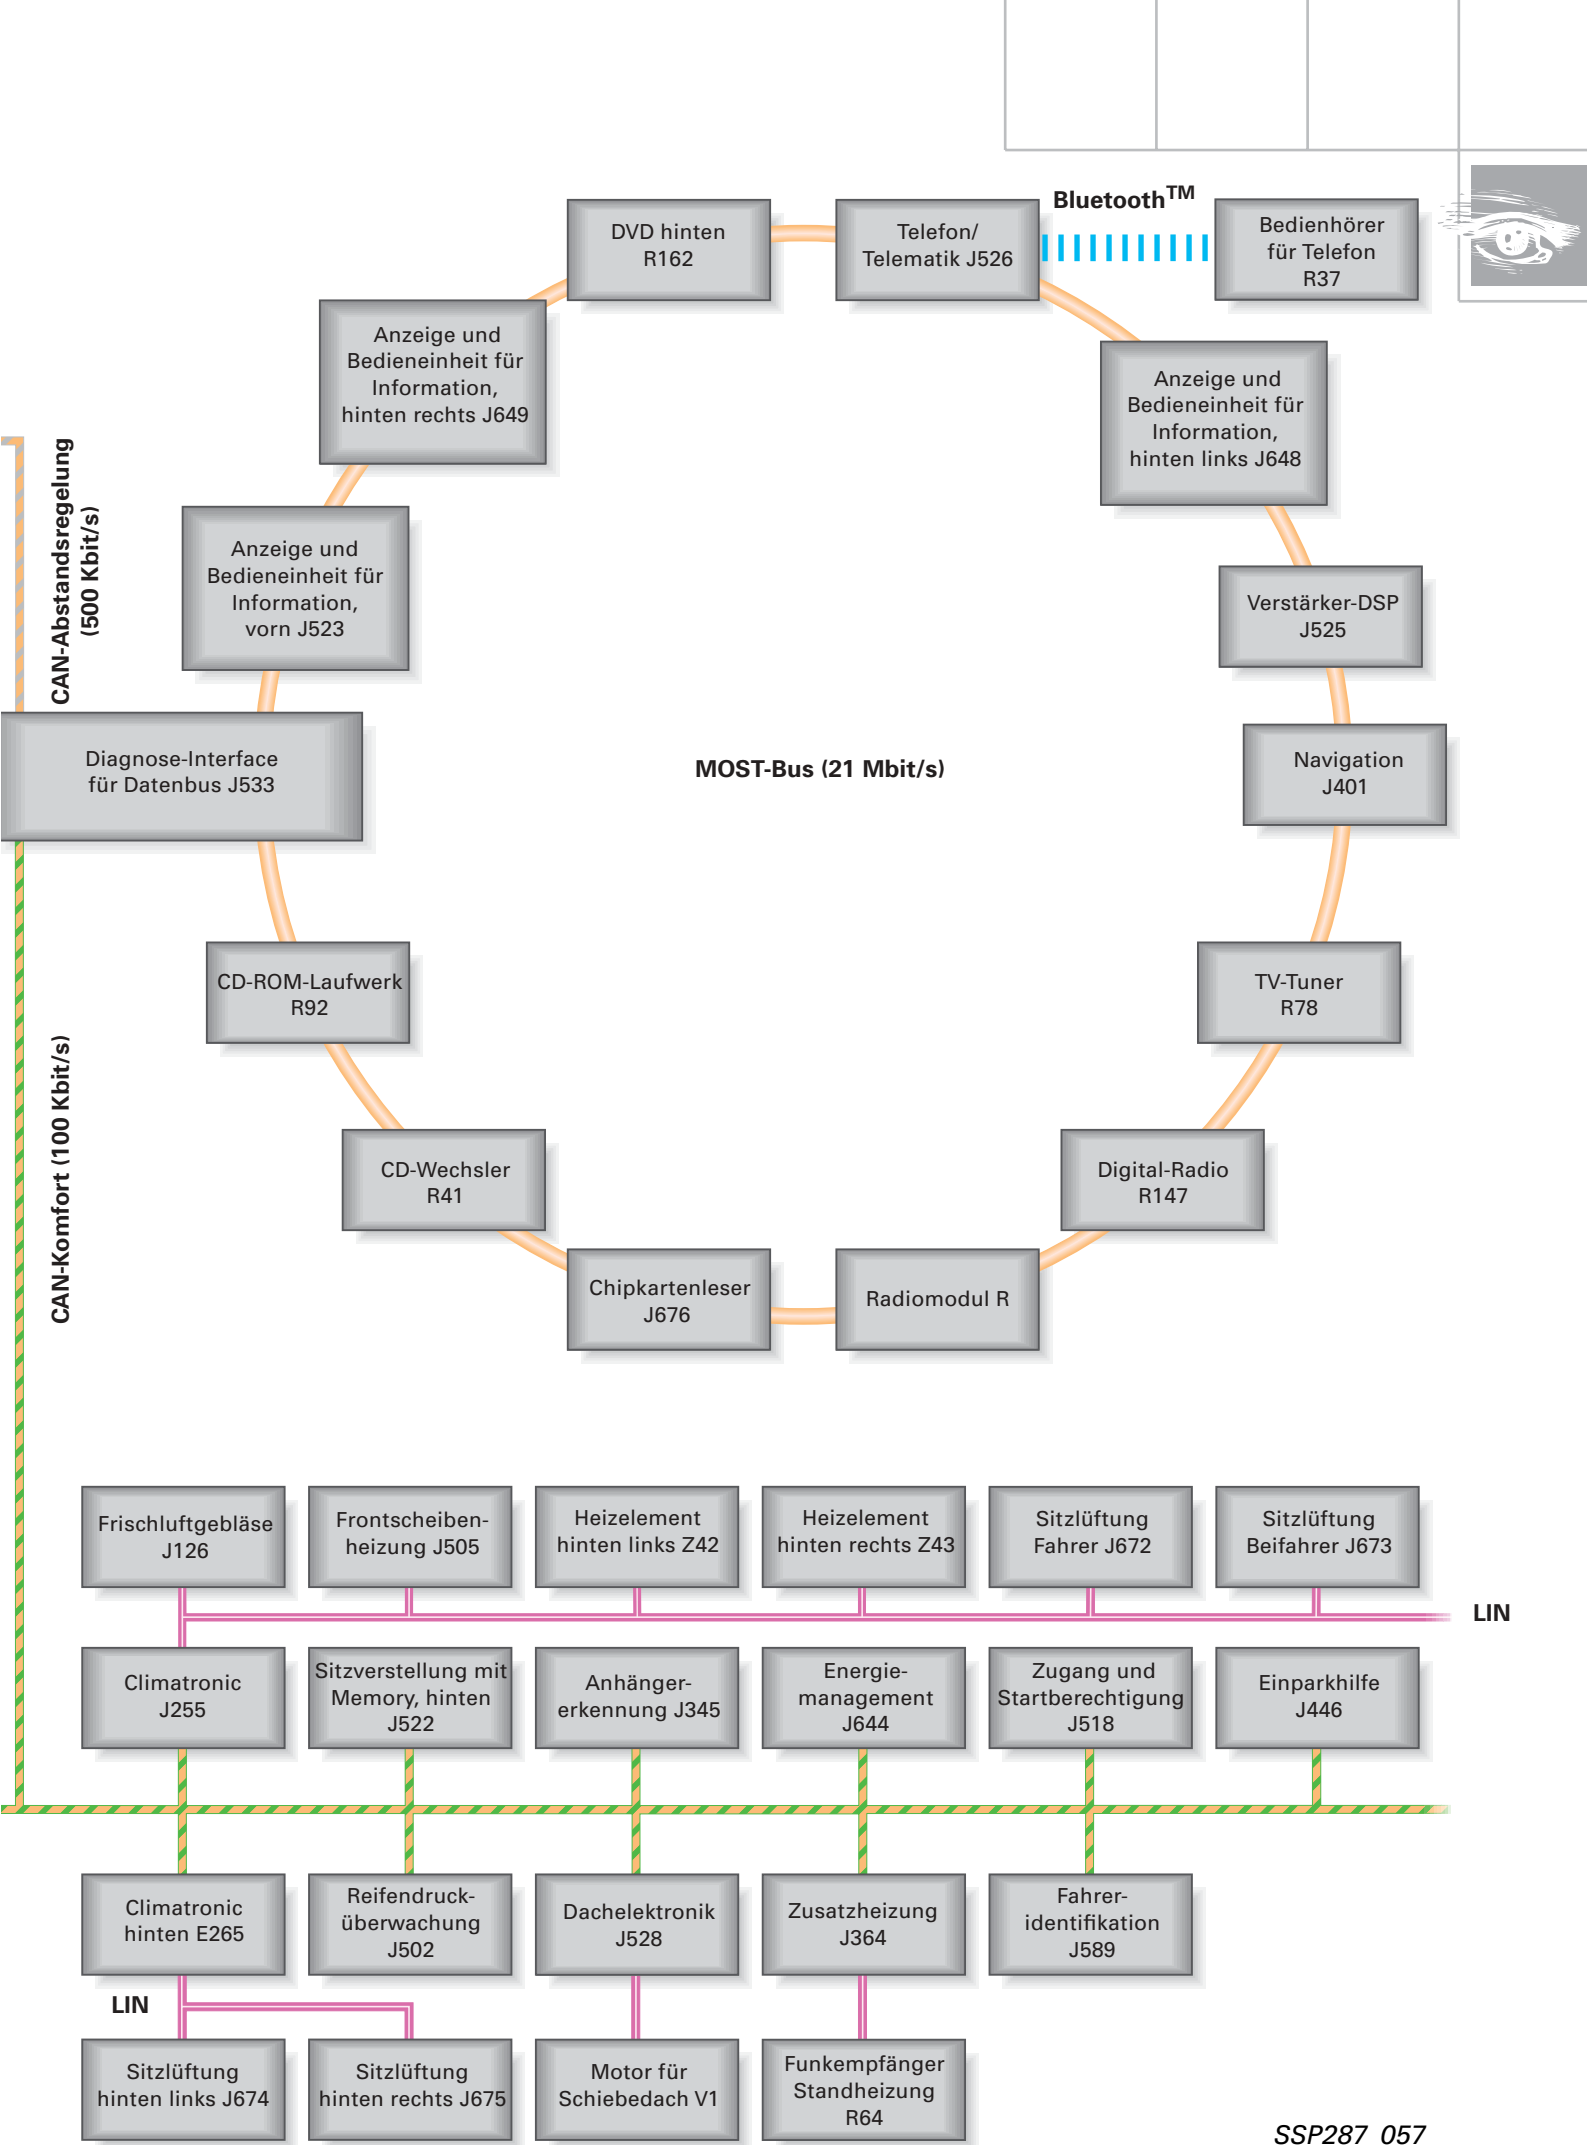 Bluetooth™
DVD hinten
R162
Telefon/
Telematik J526
Bedienhörer
für Telefon
R37
Anzeige und
Bedieneinheit für
Information,
hinten rechts J649
Anzeige und
Bedieneinheit für
Information,
hinten links J648
CAN-Abstandsregelung
(500 Kbit/s)
Anzeige und
Bedieneinheit für
Information,
vorn J523
Verstärker-DSP
J525
Diagnose-Interface
für Datenbus J533
MOST-Bus (21 Mbit/s)
Navigation
J401
CD-ROM-Laufwerk
R92
TV-Tuner
R78
CAN-Komfort (100 Kbit/s)
CD-Wechsler
R41
Digital-Radio
R147
Chipkartenleser
J676
Radiomodul R
Frischluftgebläse
J126
Frontscheiben-
heizung J505
Heizelement
hinten links Z42
Heizelement
hinten rechts Z43
Sitzlüftung
Fahrer J672
Sitzlüftung
Beifahrer J673
LIN
Climatronic
J255
Sitzverstellung mit
Memory, hinten
J522
Anhänger-
erkennung J345
Energie-
management
J644
Zugang und
Startberechtigung
J518
Einparkhilfe
J446
Climatronic
hinten E265
Reifendruck-
überwachung
J502
Dachelektronik
J528
Zusatzheizung
J364
Fahrer-
identifikation
J589
LIN
Sitzlüftung
hinten links J674
Sitzlüftung
hinten rechts J675
Motor für
Schiebedach V1
Funkempfänger
Standheizung
R64
SSP287_057